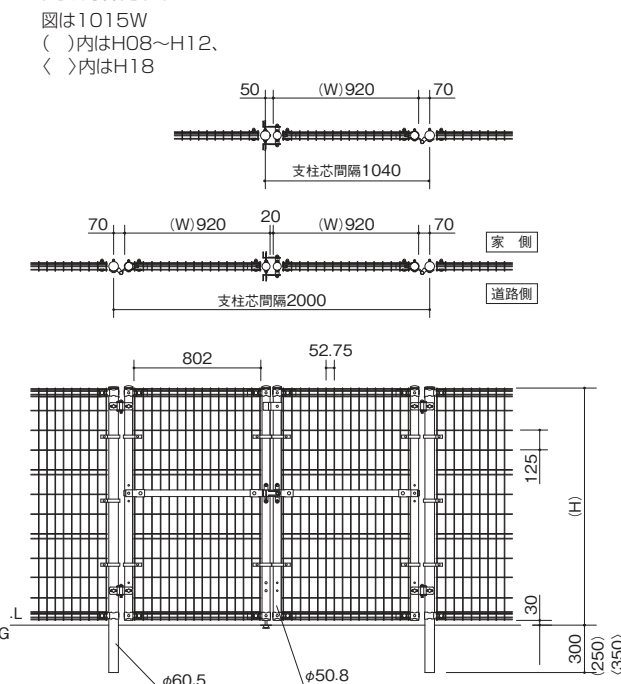 図は1015W
(　)内はH08～H12、
〈　〉内はH18
50 (W)920 70
支柱芯間隔1040
70 (W)920 20 (W)920 70
家 側
支柱芯間隔2000
道路側
802 52.75
125
(H)
30
.L
G
300
(250)
〈350〉
φ60.5
φ50.8